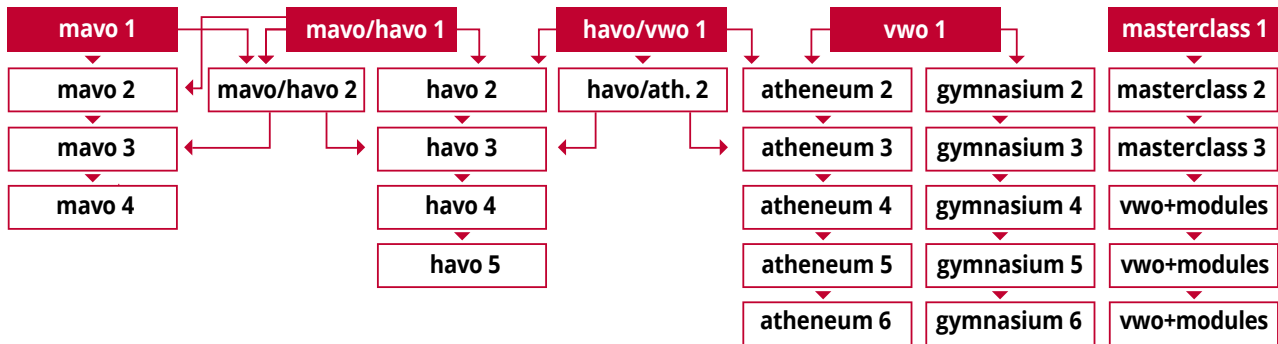 mavo 1
mavo/havo 1
havo/vwo 1
vwo 1
masterclass 1
mavo 2
mavo/havo 2
havo 2
havo/ath. 2
atheneum 2
gymnasium 2
masterclass 2
mavo 3
havo 3
atheneum 3
gymnasium 3
masterclass 3
mavo 4
havo 4
atheneum 4
gymnasium 4
vwo+modules
havo 5
atheneum 5
gymnasium 5
vwo+modules
atheneum 6
gymnasium 6
vwo+modules